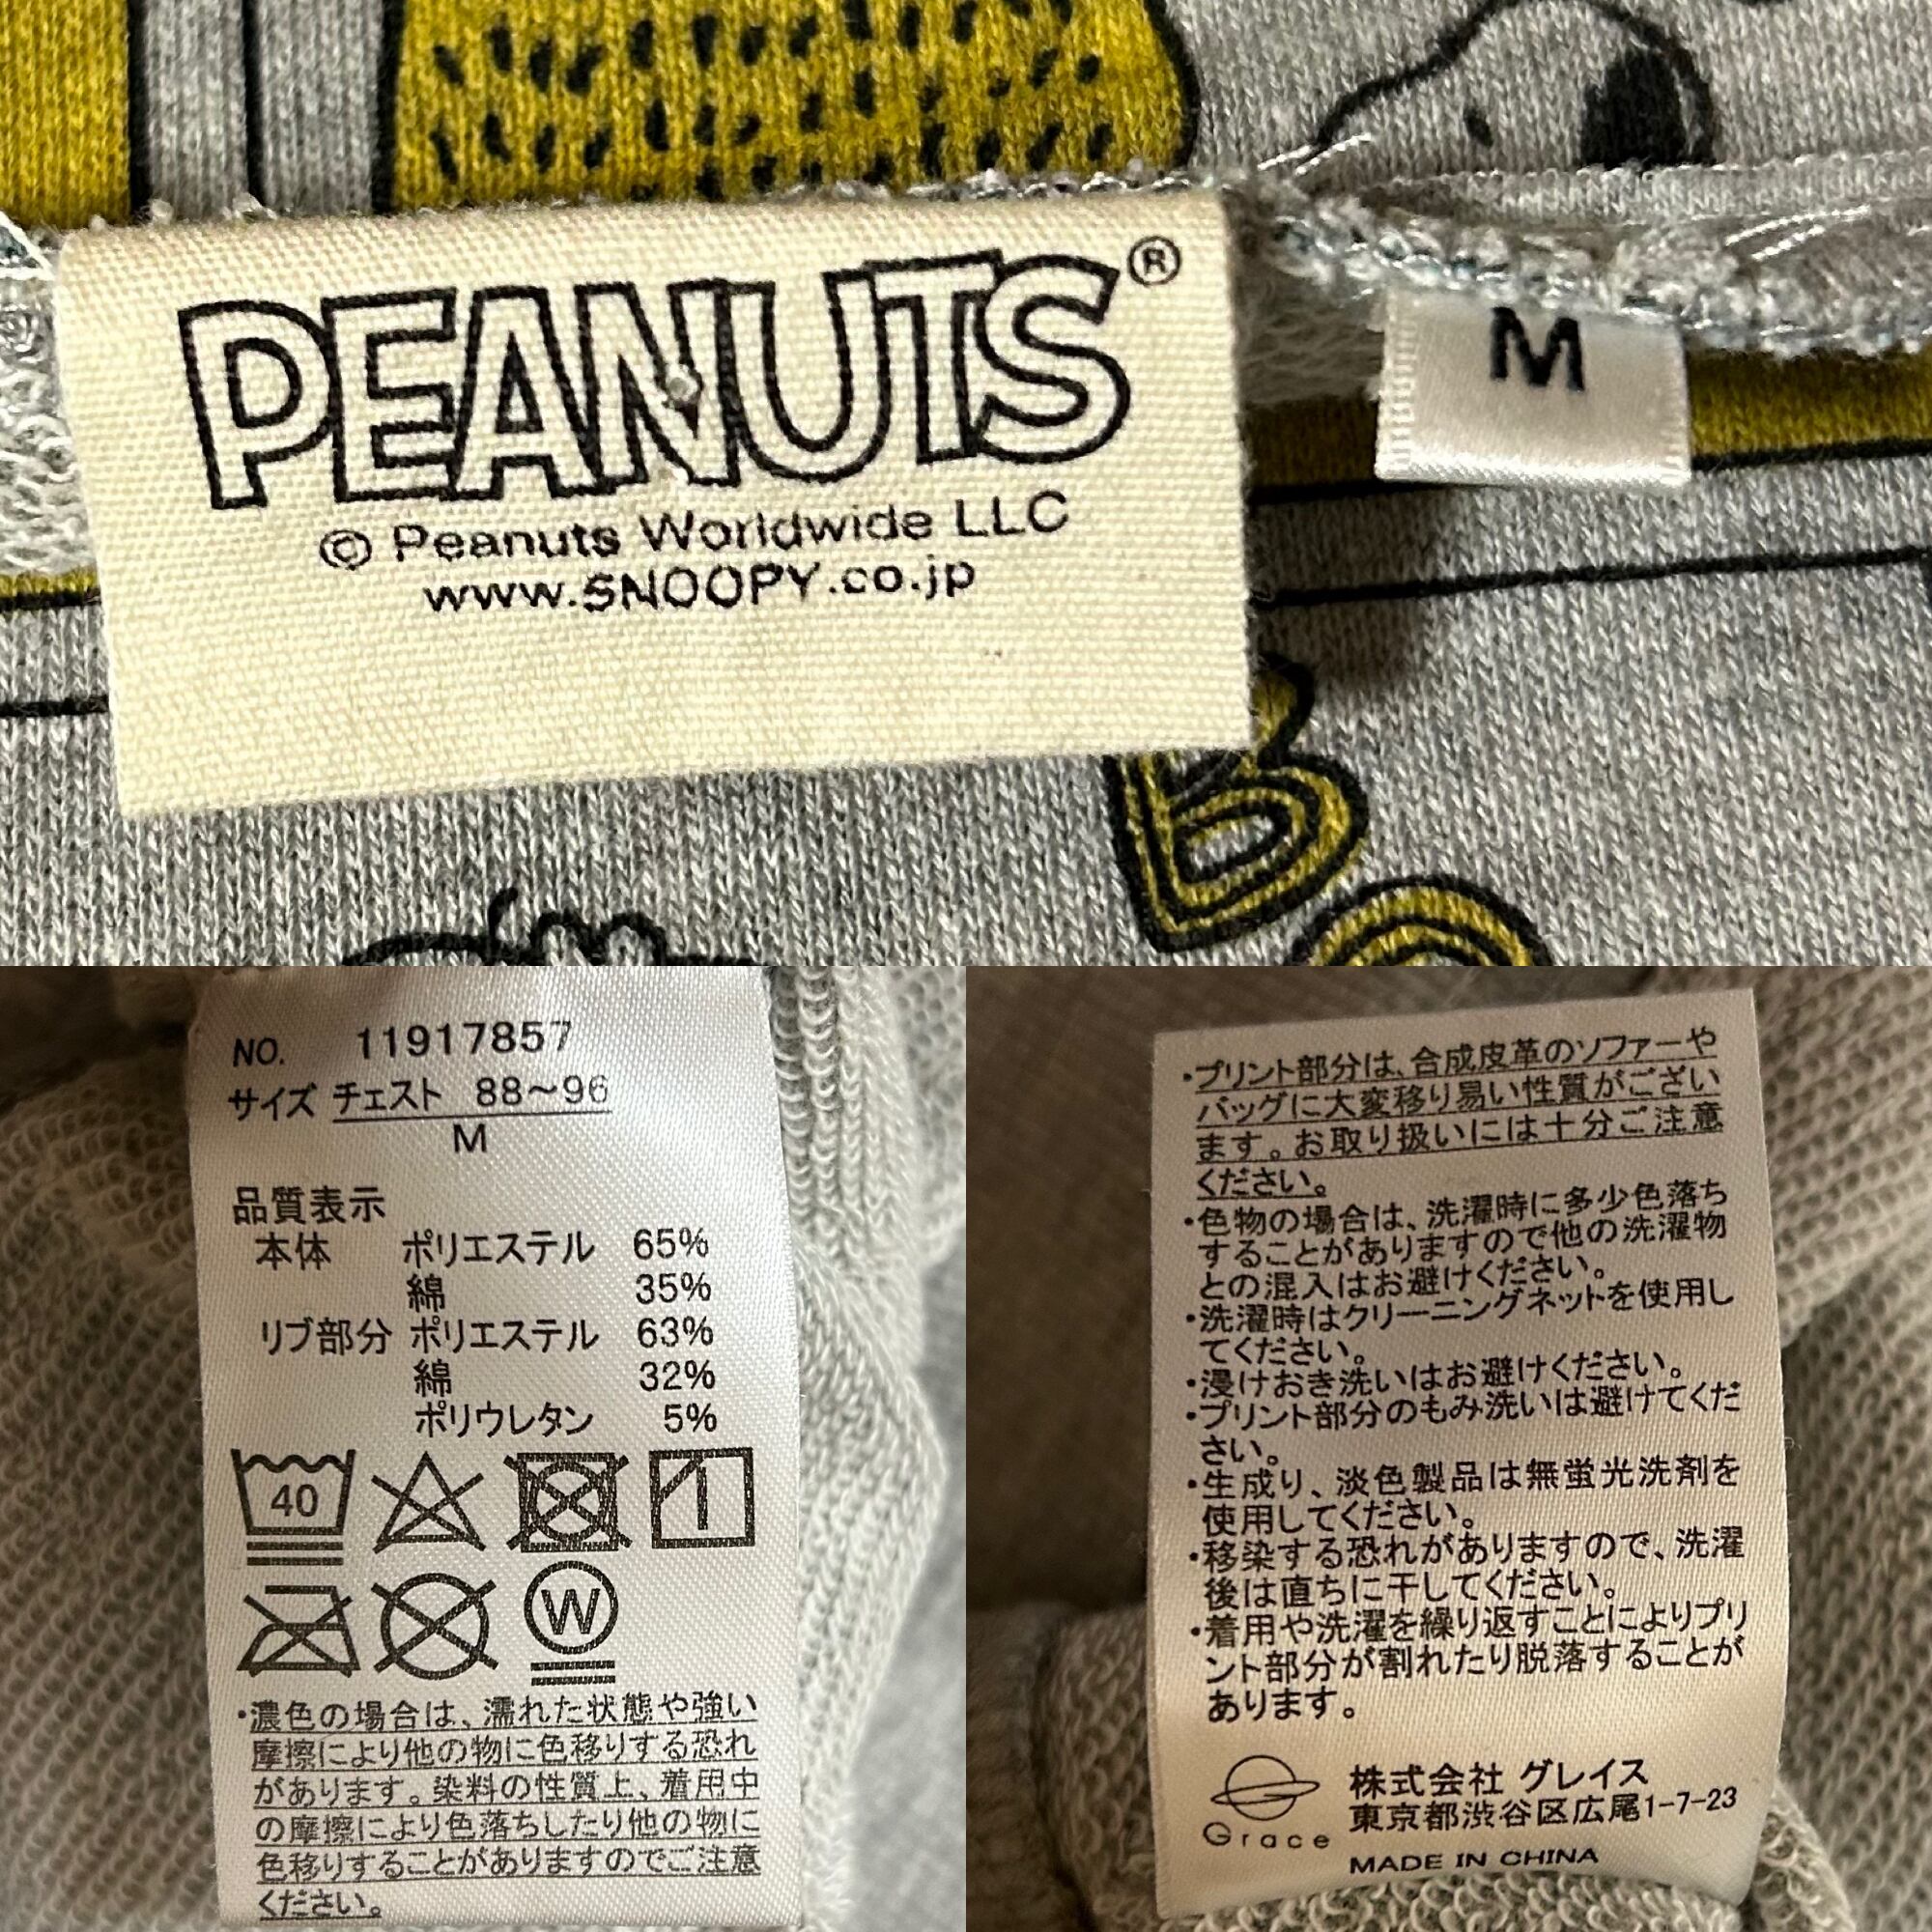 PEANUTS®
© Peanuts Worldwide LLC
www.SNOOPY.co.jp
M
B
NO. 11917857
サイズ チェスト 88～96
M
品質表示
本体 ポリエステル 65%
綿 35%
リブ部分 ポリエステル 63%
綿 32%
ポリウレタン 5%
40
W
・濃色の場合は、濡れた状態や強い
摩擦により他の物に色移りする恐れ
があります。染料の性質上、着用中
の摩擦により色落ちしたり他の物に
色移りすることがありますのでご注意
ください。
・プリント部分は、合成皮革のソファーや
バッグに大変移り易い性質がござい
ます。お取り扱いには十分ご注意
ください。
・色物の場合は、洗濯時に多少色落ち
することがありますので他の洗濯物
との混入はお避けください。
・洗濯時はクリーニングネットを使用し
てください。
・浸けおき洗いはお避けください。
・プリント部分のもみ洗いは避けてくだ
さい。
・生成り、淡色製品は無蛍光洗剤を
使用してください。
・移染する恐れがありますので、洗濯
後は直ちに干してください。
・着用や洗濯を繰り返すことによりプリ
ント部分が割れたり脱落することが
あります。
Grace
株式会社 グレイス
東京都渋谷区広尾1-7-23
MADE IN CHINA